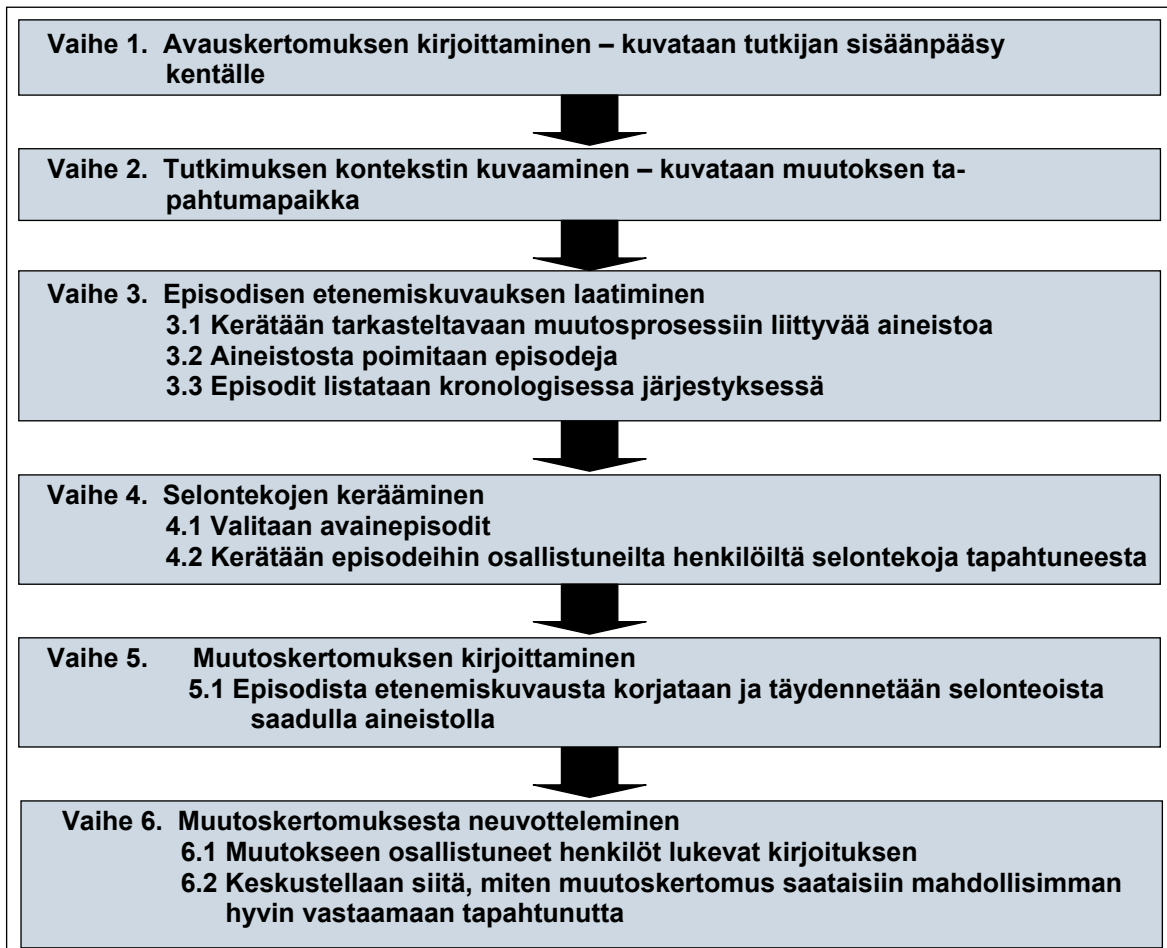 Vaihe 1. Avauskertomuksen kirjoittaminen – kuvataan tutkijan sisäänpääsy
kentälle
Vaihe 2. Tutkimuksen kontekstin kuvaaminen – kuvataan muutoksen ta-
pahtumapaikka
Vaihe 3. Episodisen etenemiskuvauksen laatiminen
3.1 Kerätään tarkasteltavaan muutosprosessiin liittyvää aineistoa
3.2 Aineistosta poimitaan episodeja
3.3 Episodit listataan kronologisessa järjestyksessä
Vaihe 4. Selontekojen kerääminen
4.1 Valitaan avainepisodit
4.2 Kerätään episodeihin osallistuneilta henkilöiltä selontekoja tapahtuneesta
Vaihe 5. Muutoskertomuksen kirjoittaminen
5.1 Episodista etenemiskuvausta korjataan ja täydennetään selonteoista
saadulla aineistolla
Vaihe 6. Muutoskertomuksesta neuvotteleminen
6.1 Muutokseen osallistuneet henkilöt lukevat kirjoituksen
6.2 Keskustellaan siitä, miten muutoskertomus saataisiin mahdollisimman
hyvin vastaamaan tapahtunutta